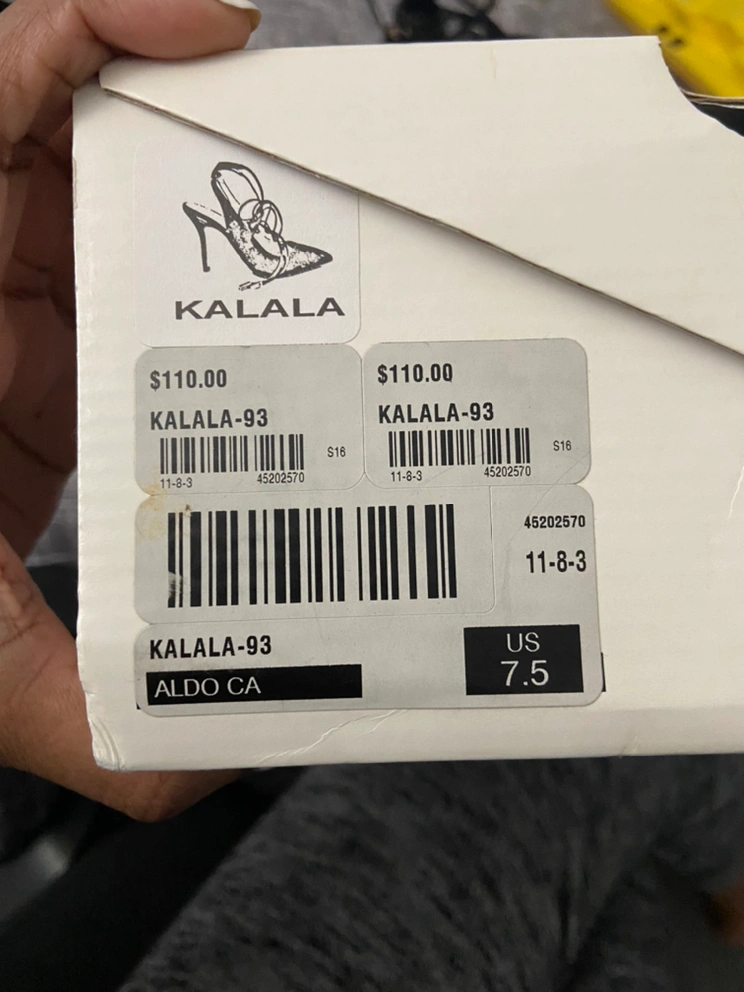 KALALA
$110.00
KALALA-93
S16
11-8-3 45202570
$110.00
KALALA-93
S16
11-8-3 45202570
45202570
11-8-3
KALALA-93
ALDO CA
US
7.5